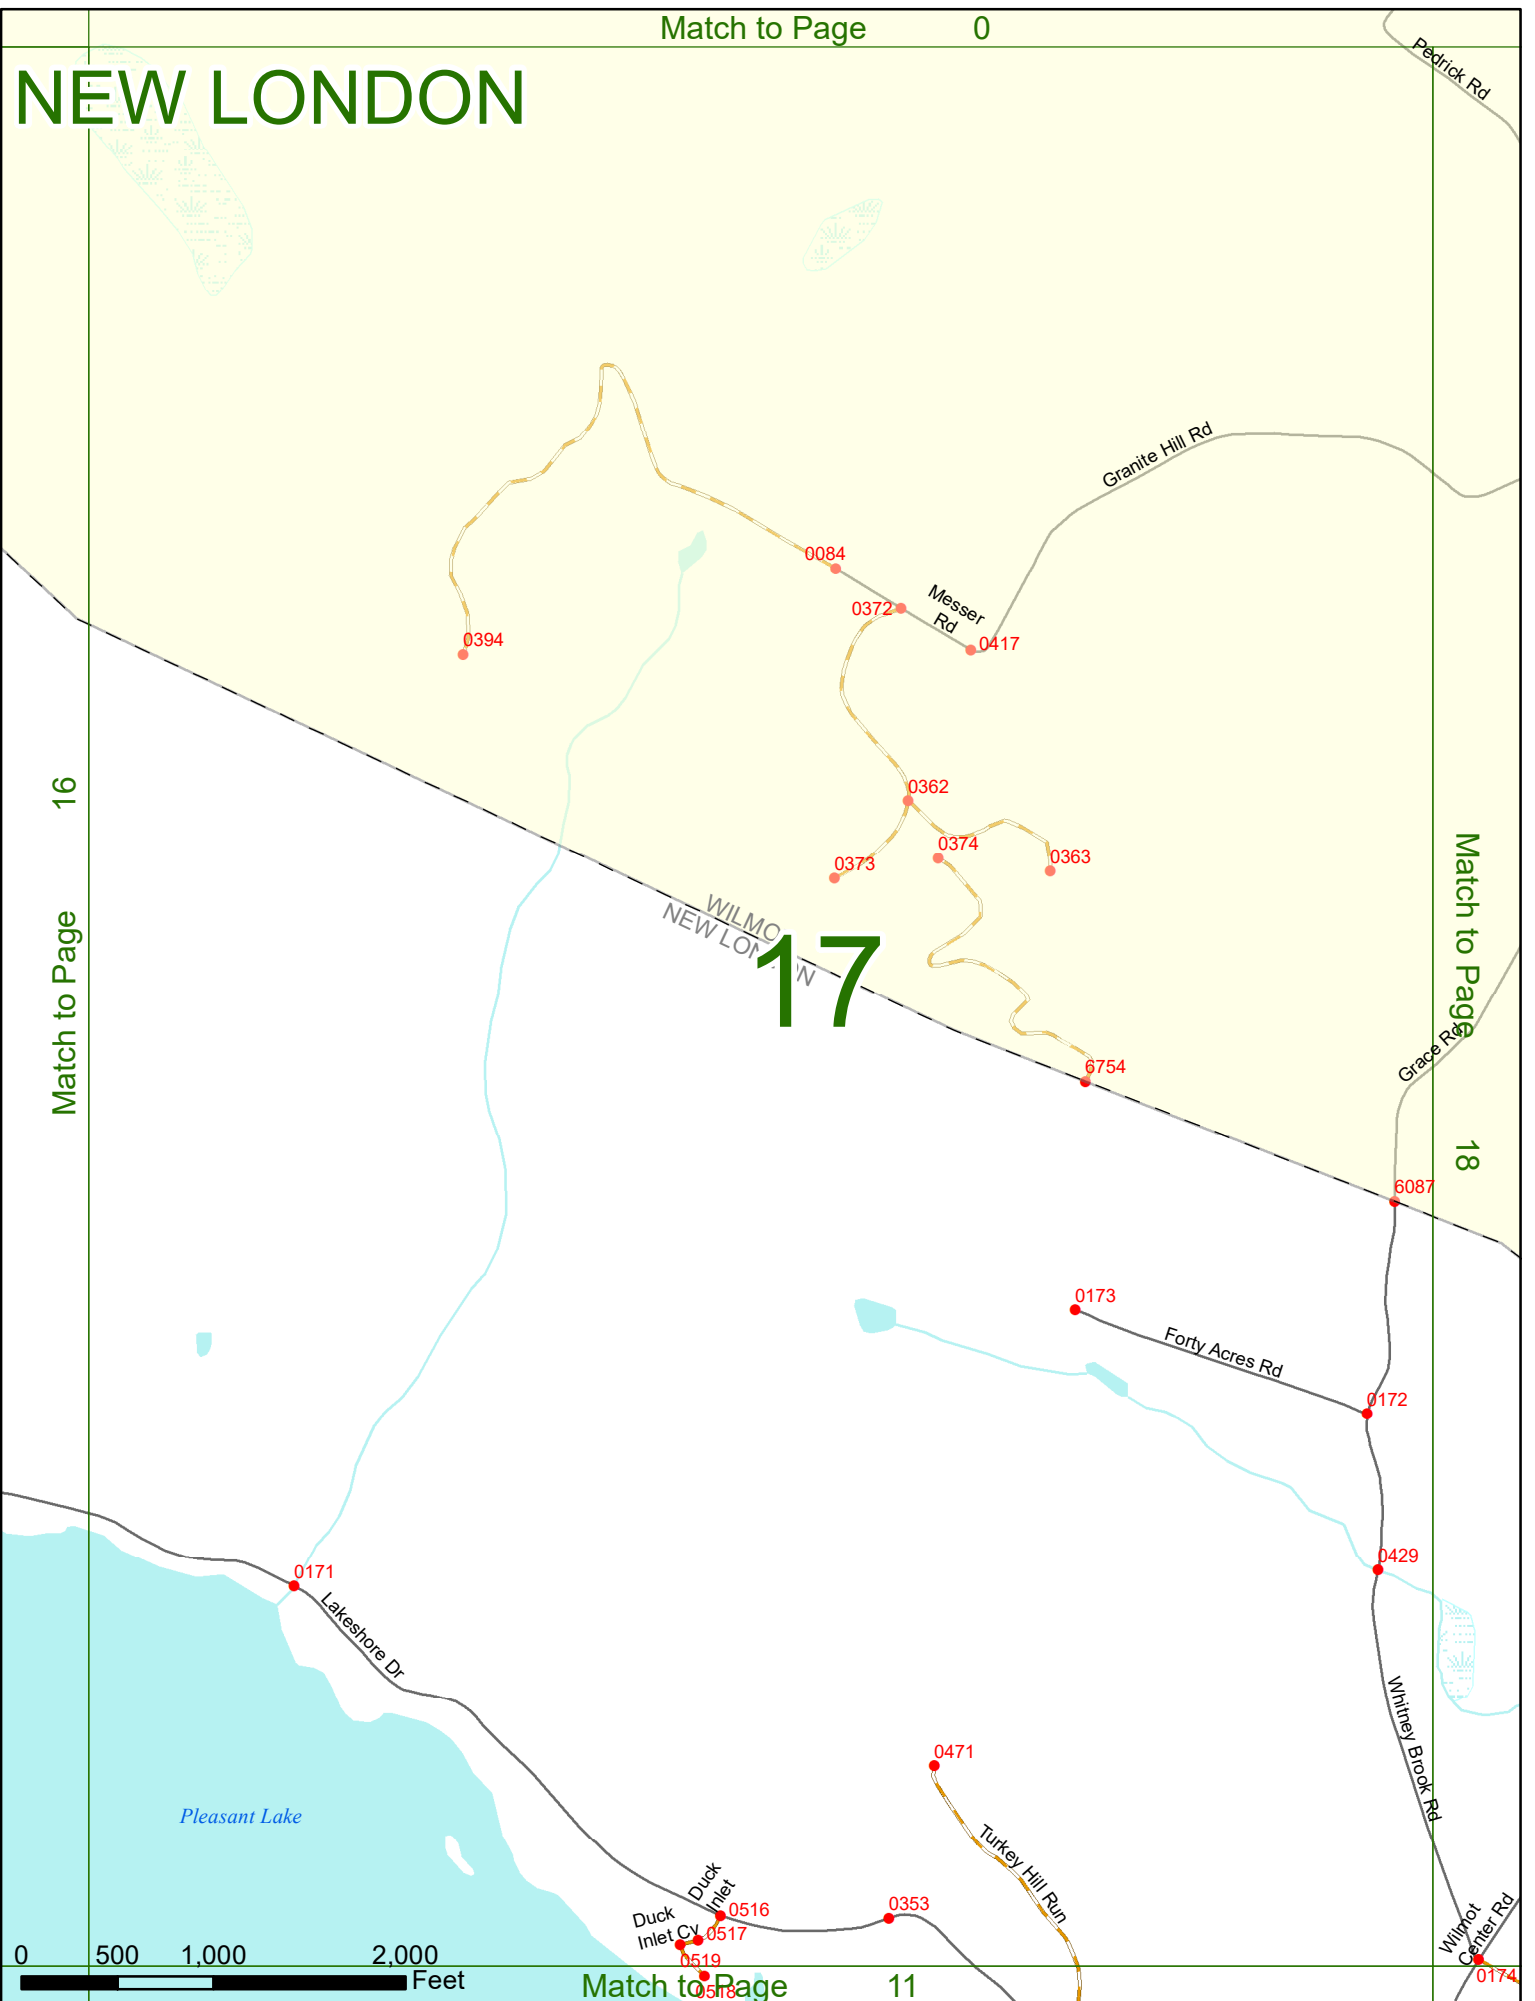 Match to Page 0
Pedrick Rd
NEW LONDON
Granite Hill Rd
0084
Messer
Rd
0372
0394
0417
16
Match to Page
0362
0374
0373
0363
WILMO
NEW LON
N
17
Match to Page
18
Grace Rd
6754
6087
0173
Forty Acres Rd
0172
0429
0171
Lakeshore Dr
Whitney Brook Rd
0471
Pleasant Lake
Turkey Hill Run
Duck
Inlet
0516
0353
Duck
Inlet Cv
0517
0519
0518
Wilmot
Center Rd
0174
0 500 1,000 2,000
Feet
Match to Page 11